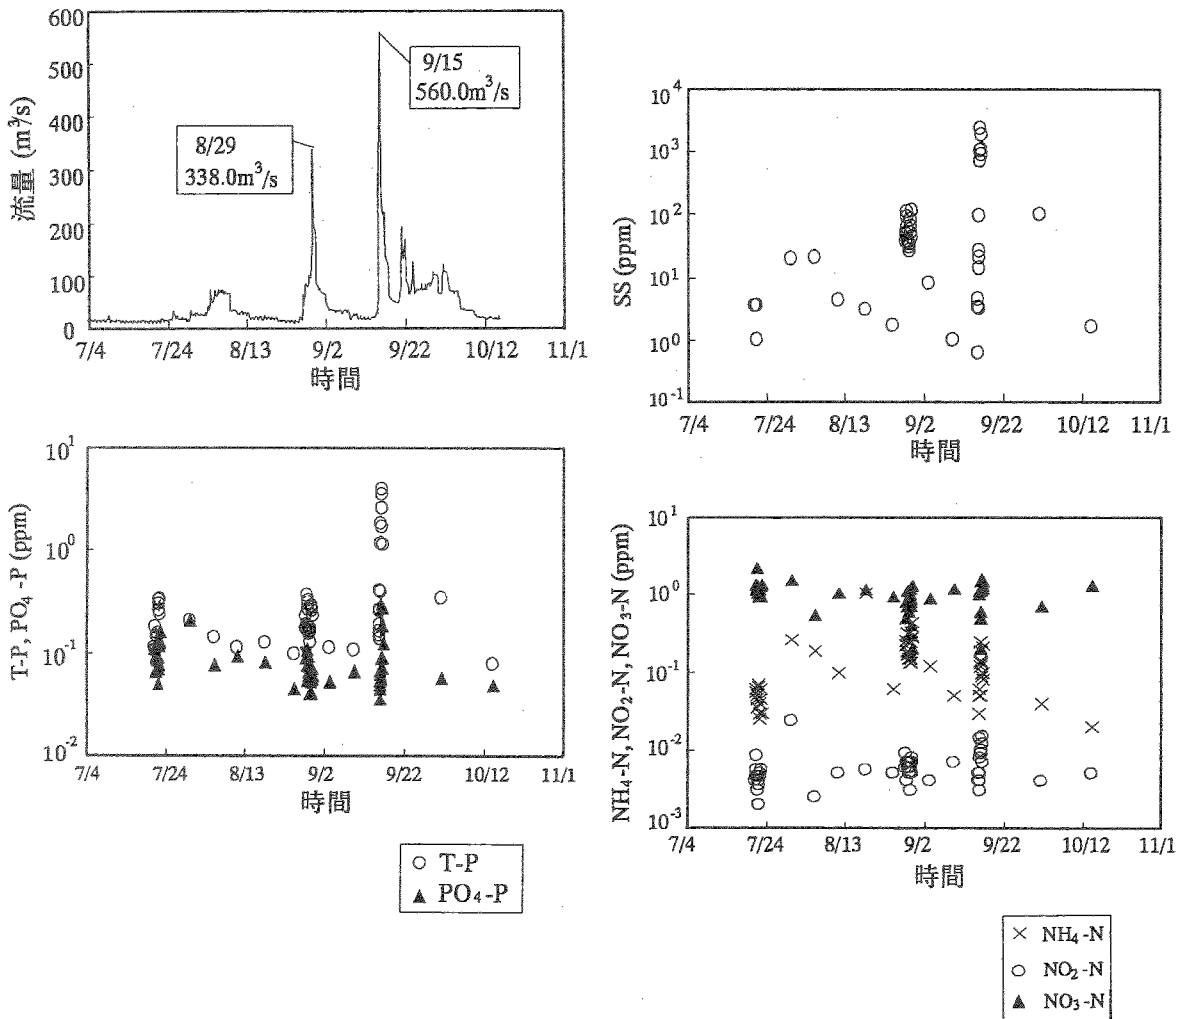 600
500
400
300
200
100
0
流量 (m³/s)
9/15
560.0m³/s
8/29
338.0m³/s
7/4 7/24 8/13 9/2 9/22 10/12 11/1
時間
10⁴
10³
10²
10¹
10⁰
10⁻¹
SS (ppm)
7/4 7/24 8/13 9/2 9/22 10/12 11/1
時間
10¹
10⁰
10⁻¹
10⁻²
T-P, PO₄-P (ppm)
7/4 7/24 8/13 9/2 9/22 10/12 11/1
時間
T-P
PO₄-P
10¹
10⁰
10⁻¹
10⁻²
10⁻³
NH₄-N, NO₂-N, NO₃-N (ppm)
7/4 7/24 8/13 9/2 9/22 10/12 11/1
時間
NH₄-N
NO₂-N
NO₃-N